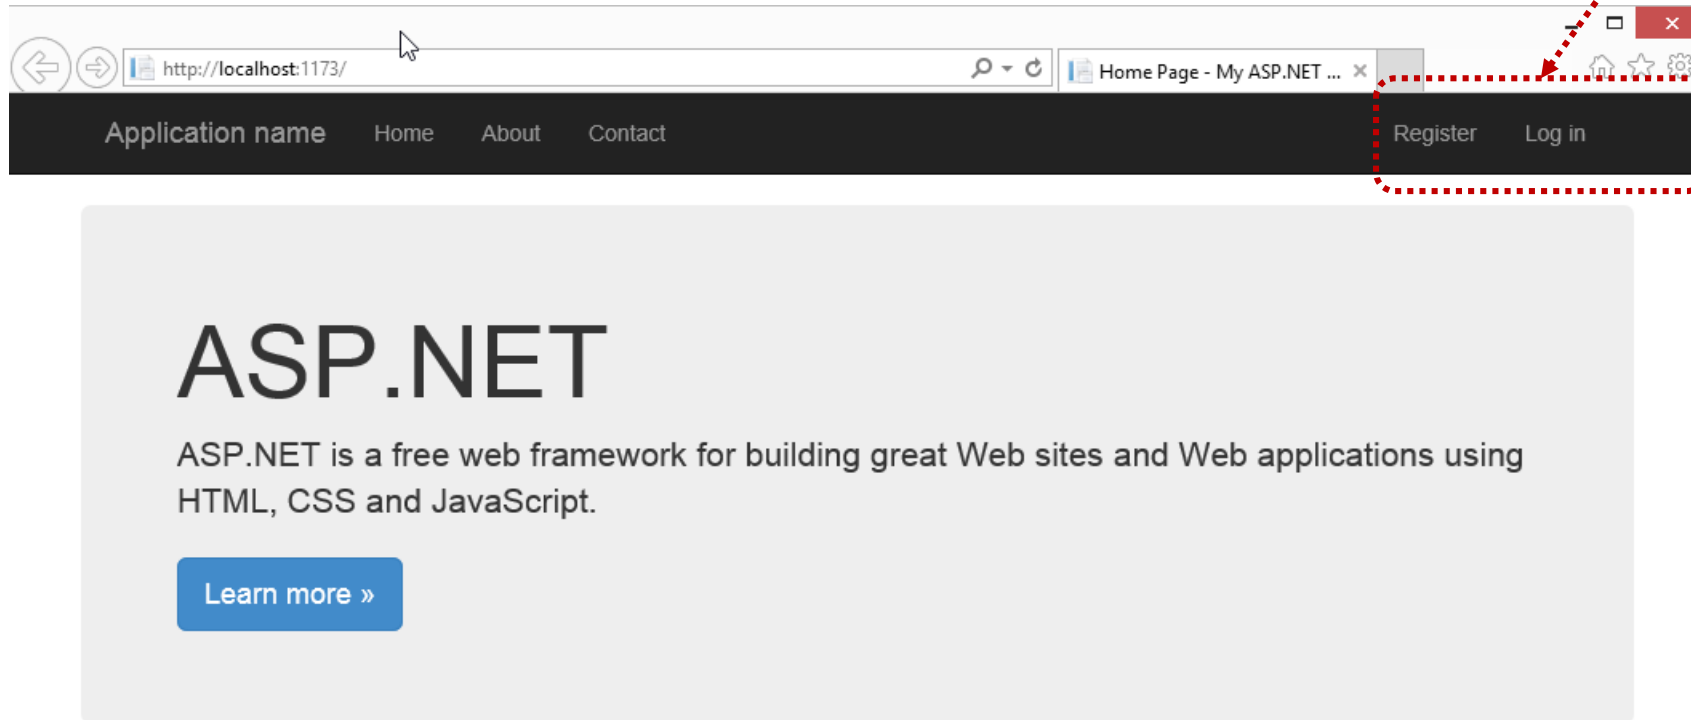 http://localhost:1173/
Home Page - My ASP.NET ...
Application name Home About Contact Register Log in
ASP.NET
ASP.NET is a free web framework for building great Web sites and Web applications using
HTML, CSS and JavaScript.
Learn more »